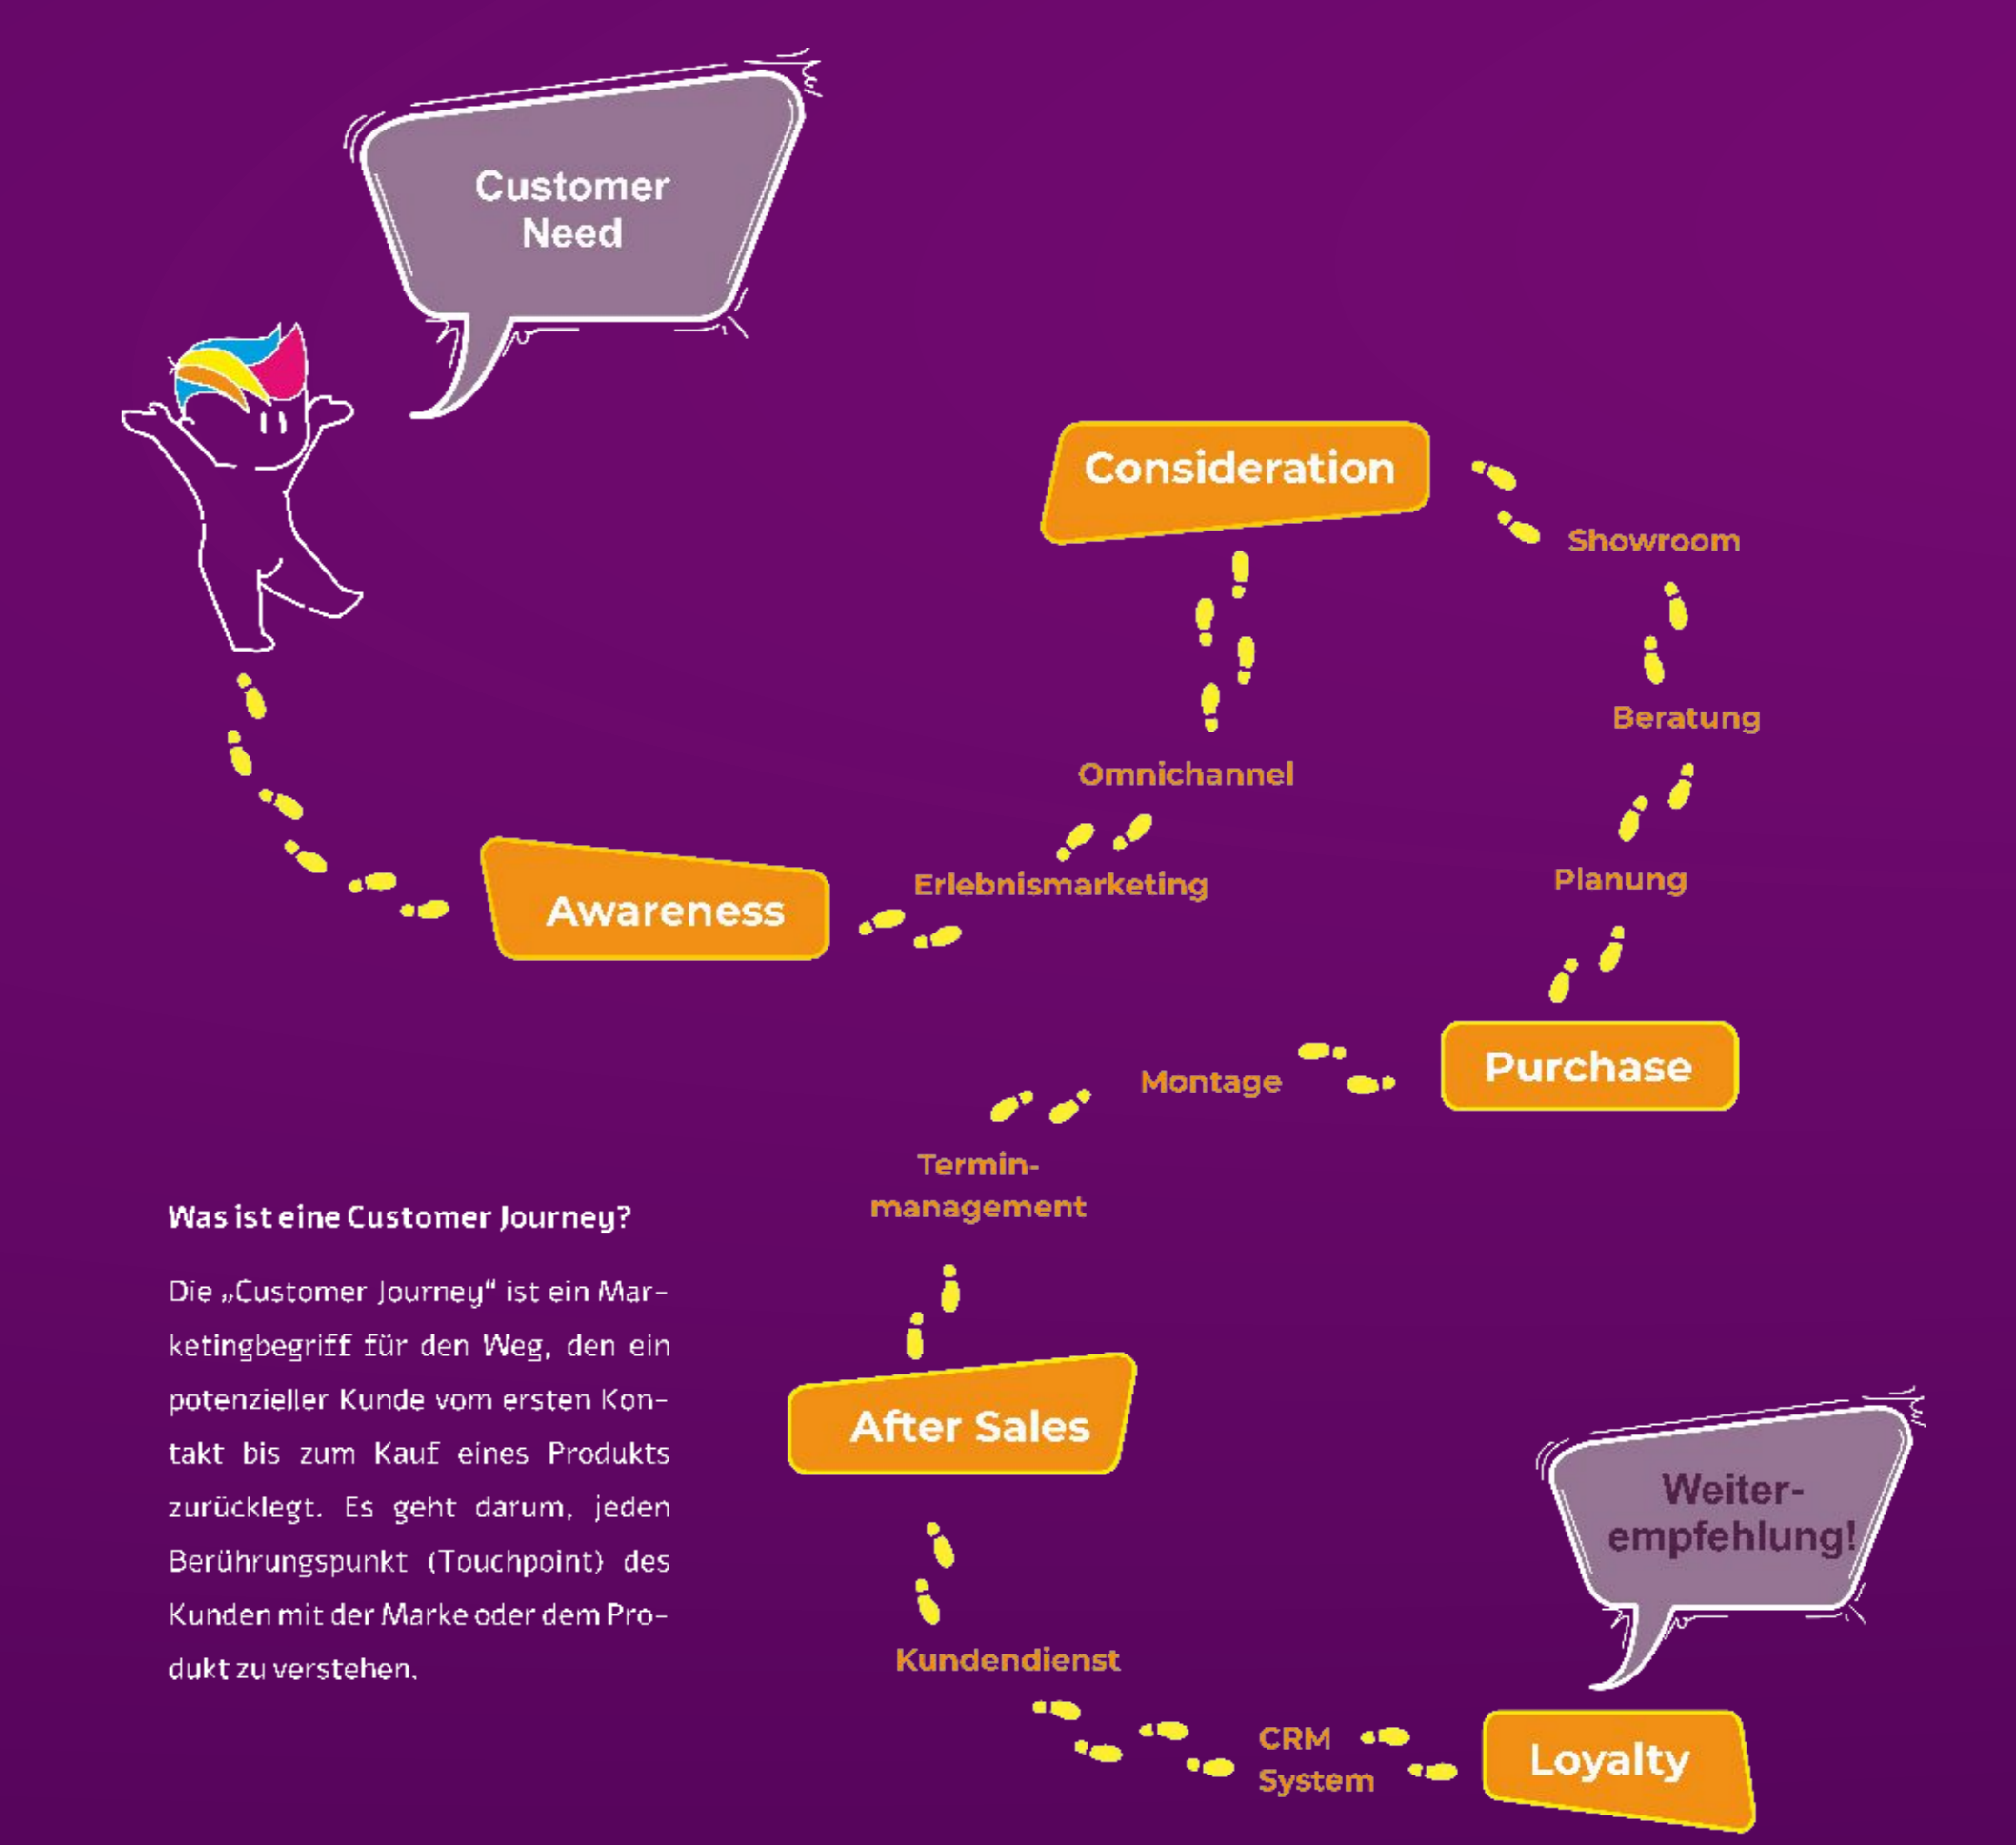 Customer
Need
Consideration
Showroom
Beratung
Omnichannel
Planung
Erlebnismarketing
Awareness
Purchase
Montage
Termin-
management
Was ist eine Customer Journey?
Die „Customer Journey“ ist ein Mar-
ketingbegriff für den Weg, den ein
potenzieller Kunde vom ersten Kon-
takt bis zum Kauf eines Produkts
zurücklegt. Es geht darum, jeden
Berührungspunkt (Touchpoint) des
Kunden mit der Marke oder dem Pro-
dukt zu verstehen.
After Sales
Weiter-
empfehlung!
Kundendienst
CRM
System
Loyalty